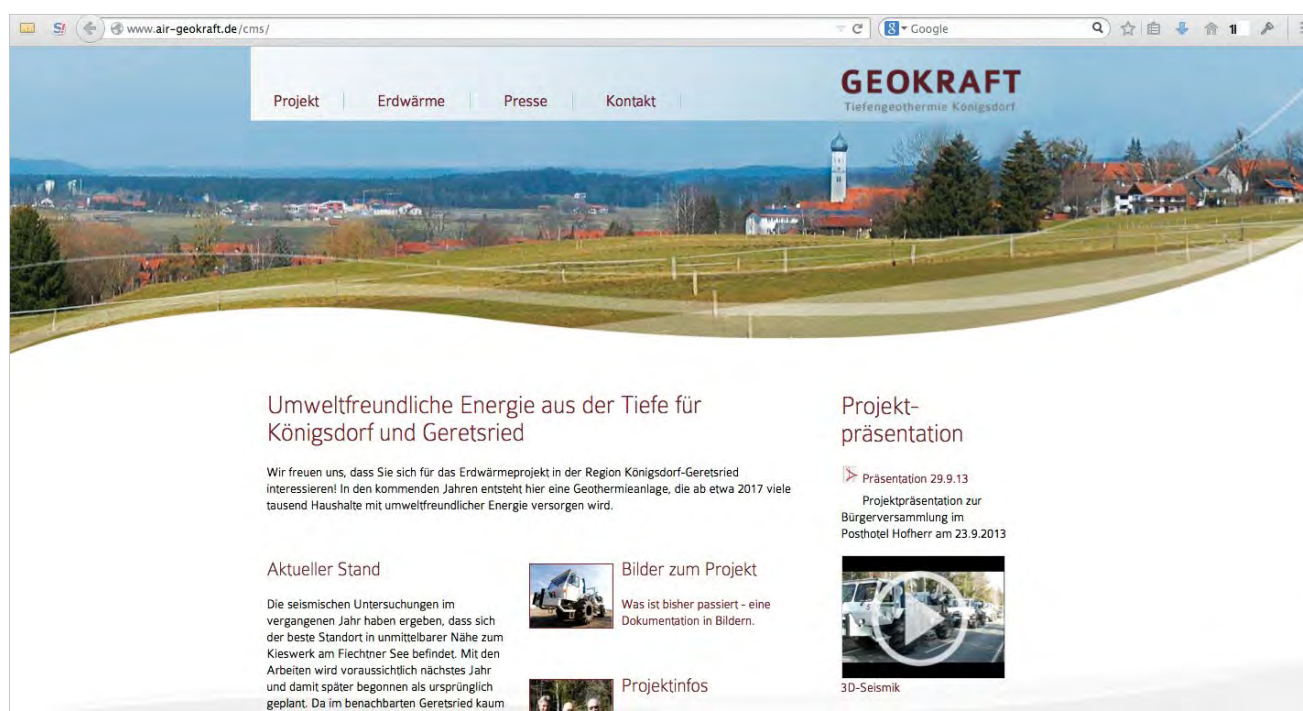 www.air-geokraft.de/cms/
Google
Projekt
Erdwärme
Presse
Kontakt
GEOKRAFT
Tiefengeothermie Königsdorf
Umweltfreundliche Energie aus der Tiefe für
Königsdorf und Geretsried
Wir freuen uns, dass Sie sich für das Erdwärmeprojekt in der Region Königsdorf-Geretsried
interessieren! In den kommenden Jahren entsteht hier eine Geothermieanlage, die ab etwa 2017 viele
tausend Haushalte mit umweltfreundlicher Energie versorgen wird.
Aktueller Stand
Die seismischen Untersuchungen im
vergangenen Jahr haben ergeben, dass sich
der beste Standort in unmittelbarer Nähe zum
Kieswerk am Fiechtner See befindet. Mit den
Arbeiten wird voraussichtlich nächstes Jahr
und damit später begonnen als ursprünglich
geplant. Da im benachbarten Geretsried kaum
Bilder zum Projekt
Was ist bisher passiert - eine
Dokumentation in Bildern.
Projektinfos
Projekt-
präsentation
Präsentation 29.9.13
Projektpräsentation zur
Bürgerversammlung im
Posthotel Hofherr am 23.9.2013
3D-Seismik